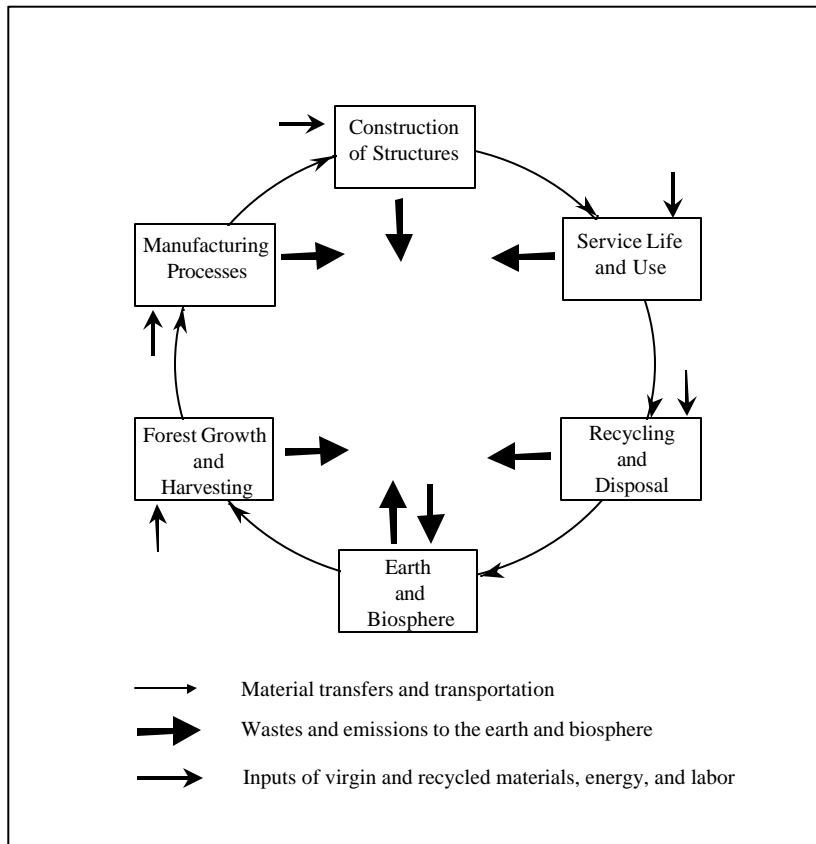 Construction
of Structures
Manufacturing
Processes
Service Life
and Use
Forest Growth
and
Harvesting
Recycling
and
Disposal
Earth
and
Biosphere
Material transfers and transportation
Wastes and emissions to the earth and biosphere
Inputs of virgin and recycled materials, energy, and labor